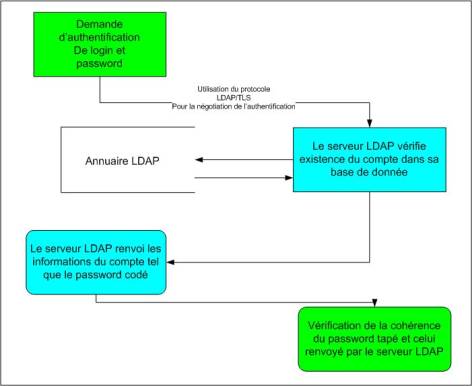 Demande
d'authentification
De login et
password
Utilisation du protocole
LDAP/TLS
Pour la négotiation de l'authentification
Annuaire LDAP
Le serveur LDAP vérifie
existence du compte dans sa
base de donnée
Le serveur LDAP renvoi les
informations du compte tel
que le password codé
Vérification de la cohérence
du password tapé et celui
renvoyé par le serveur LDAP